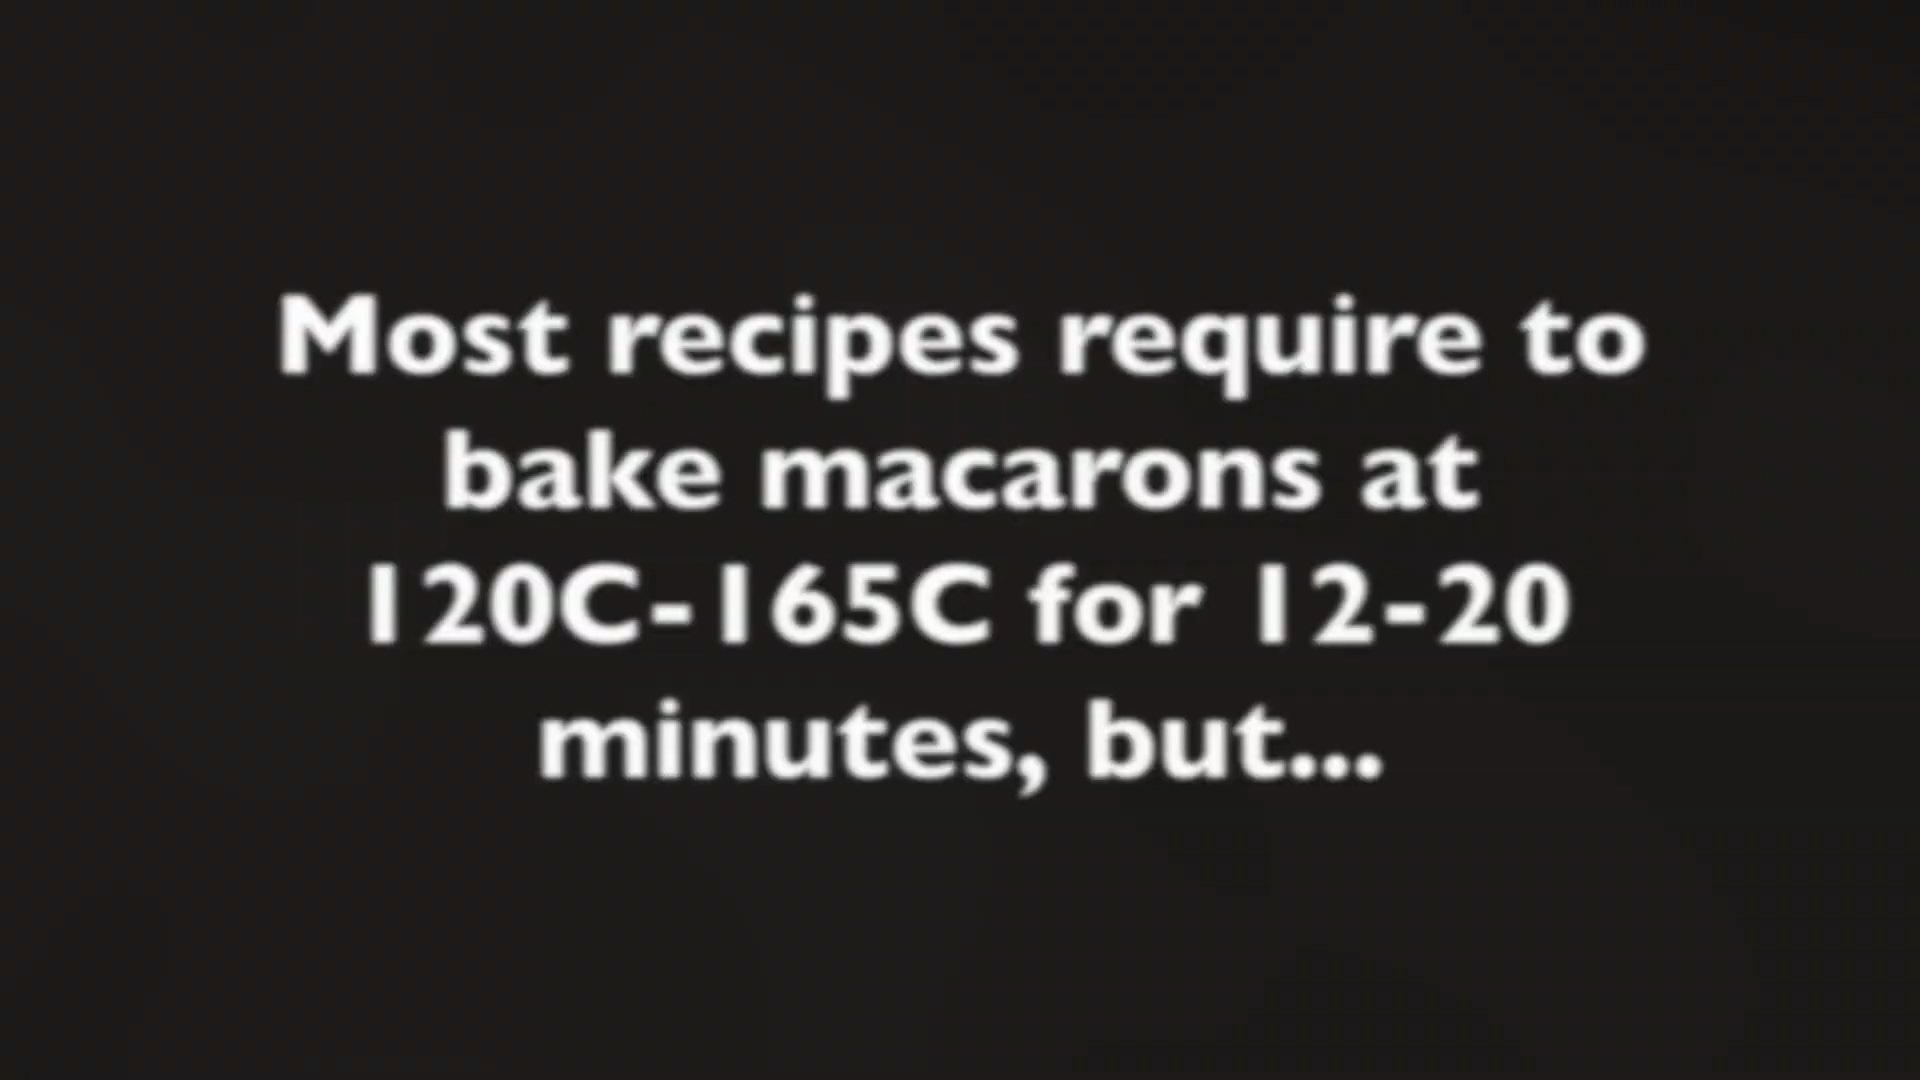 Most recipes require to
bake macarons at
120C-165C for 12-20
minutes, but...